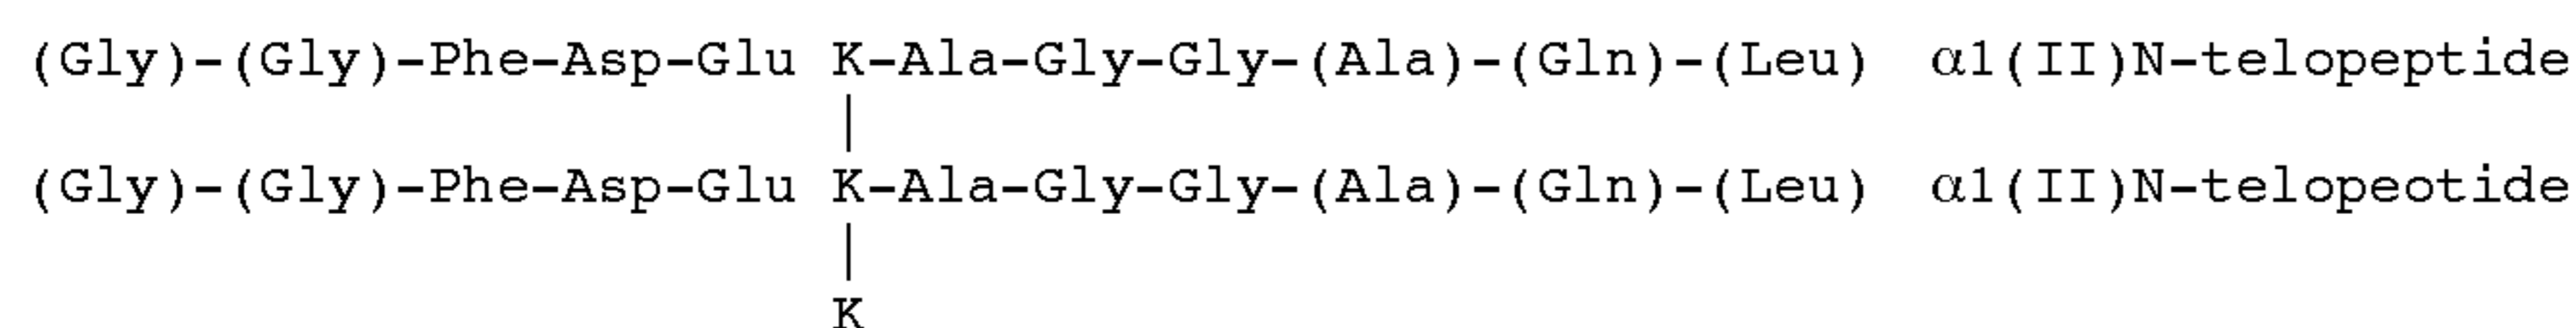 (Gly)-(Gly)-Phe-Asp-Glu K-Ala-Gly-Gly-(Ala)-(Gln)-(Leu) α1(II)N-telopeptide
|
(Gly)-(Gly)-Phe-Asp-Glu K-Ala-Gly-Gly-(Ala)-(Gln)-(Leu) α1(II)N-telopeotide
|
K